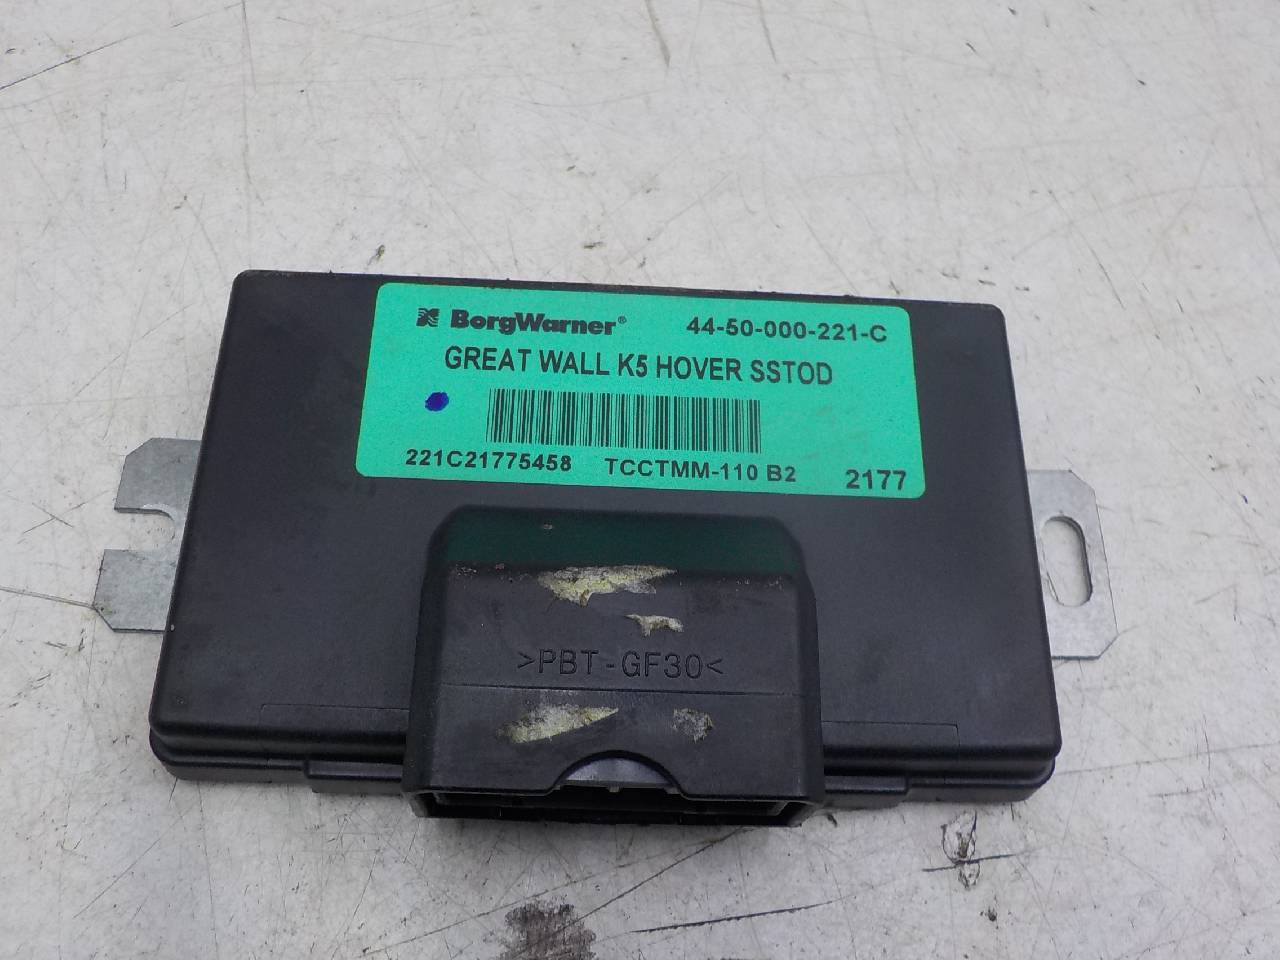 BorgWarner® 44-50-000-221-C
GREAT WALL K5 HOVER SSTOD
221C21775458 TCCTMM-110 B2 2177
>PBT-GF30<